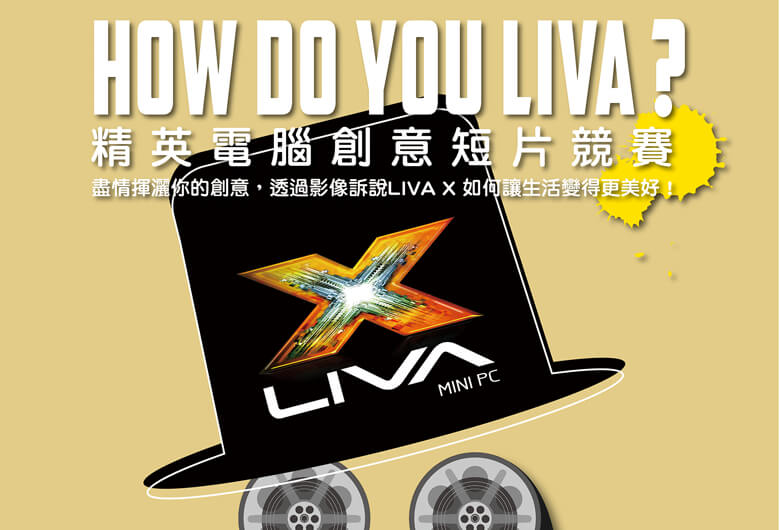 HOW DO YOU LIVA ?
精英電腦創意短片競賽
盡情揮灑你的創意，透過影像訴說LIVA X 如何讓生活變得更美好！
X
LIVA
MINI PC